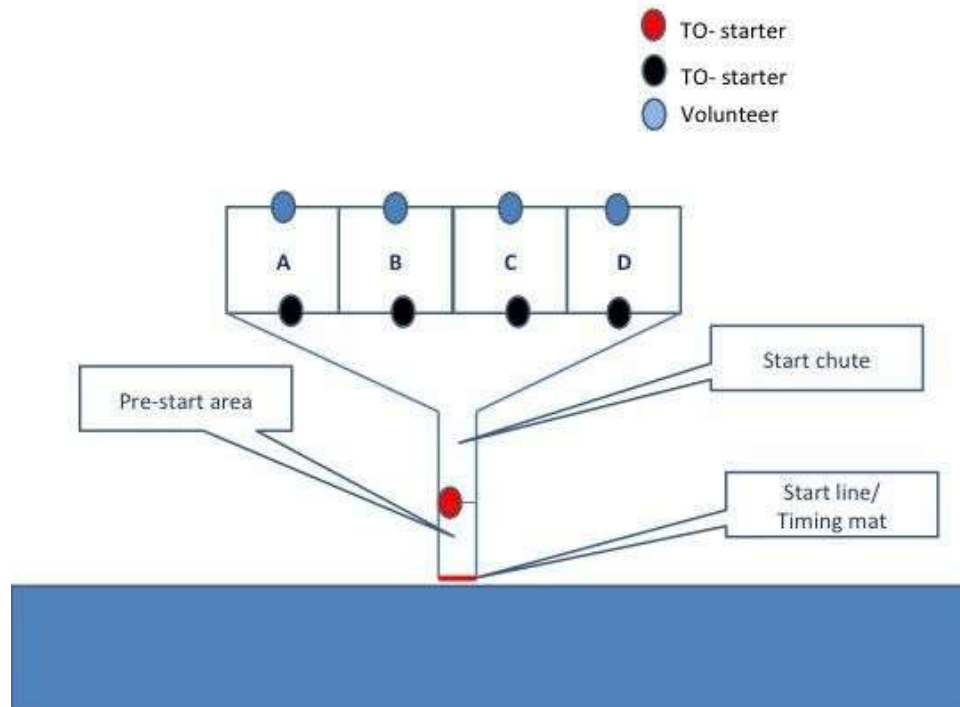 TO- starter
TO- starter
Volunteer
A
B
C
D
Start chute
Pre-start area
Start line/
Timing mat